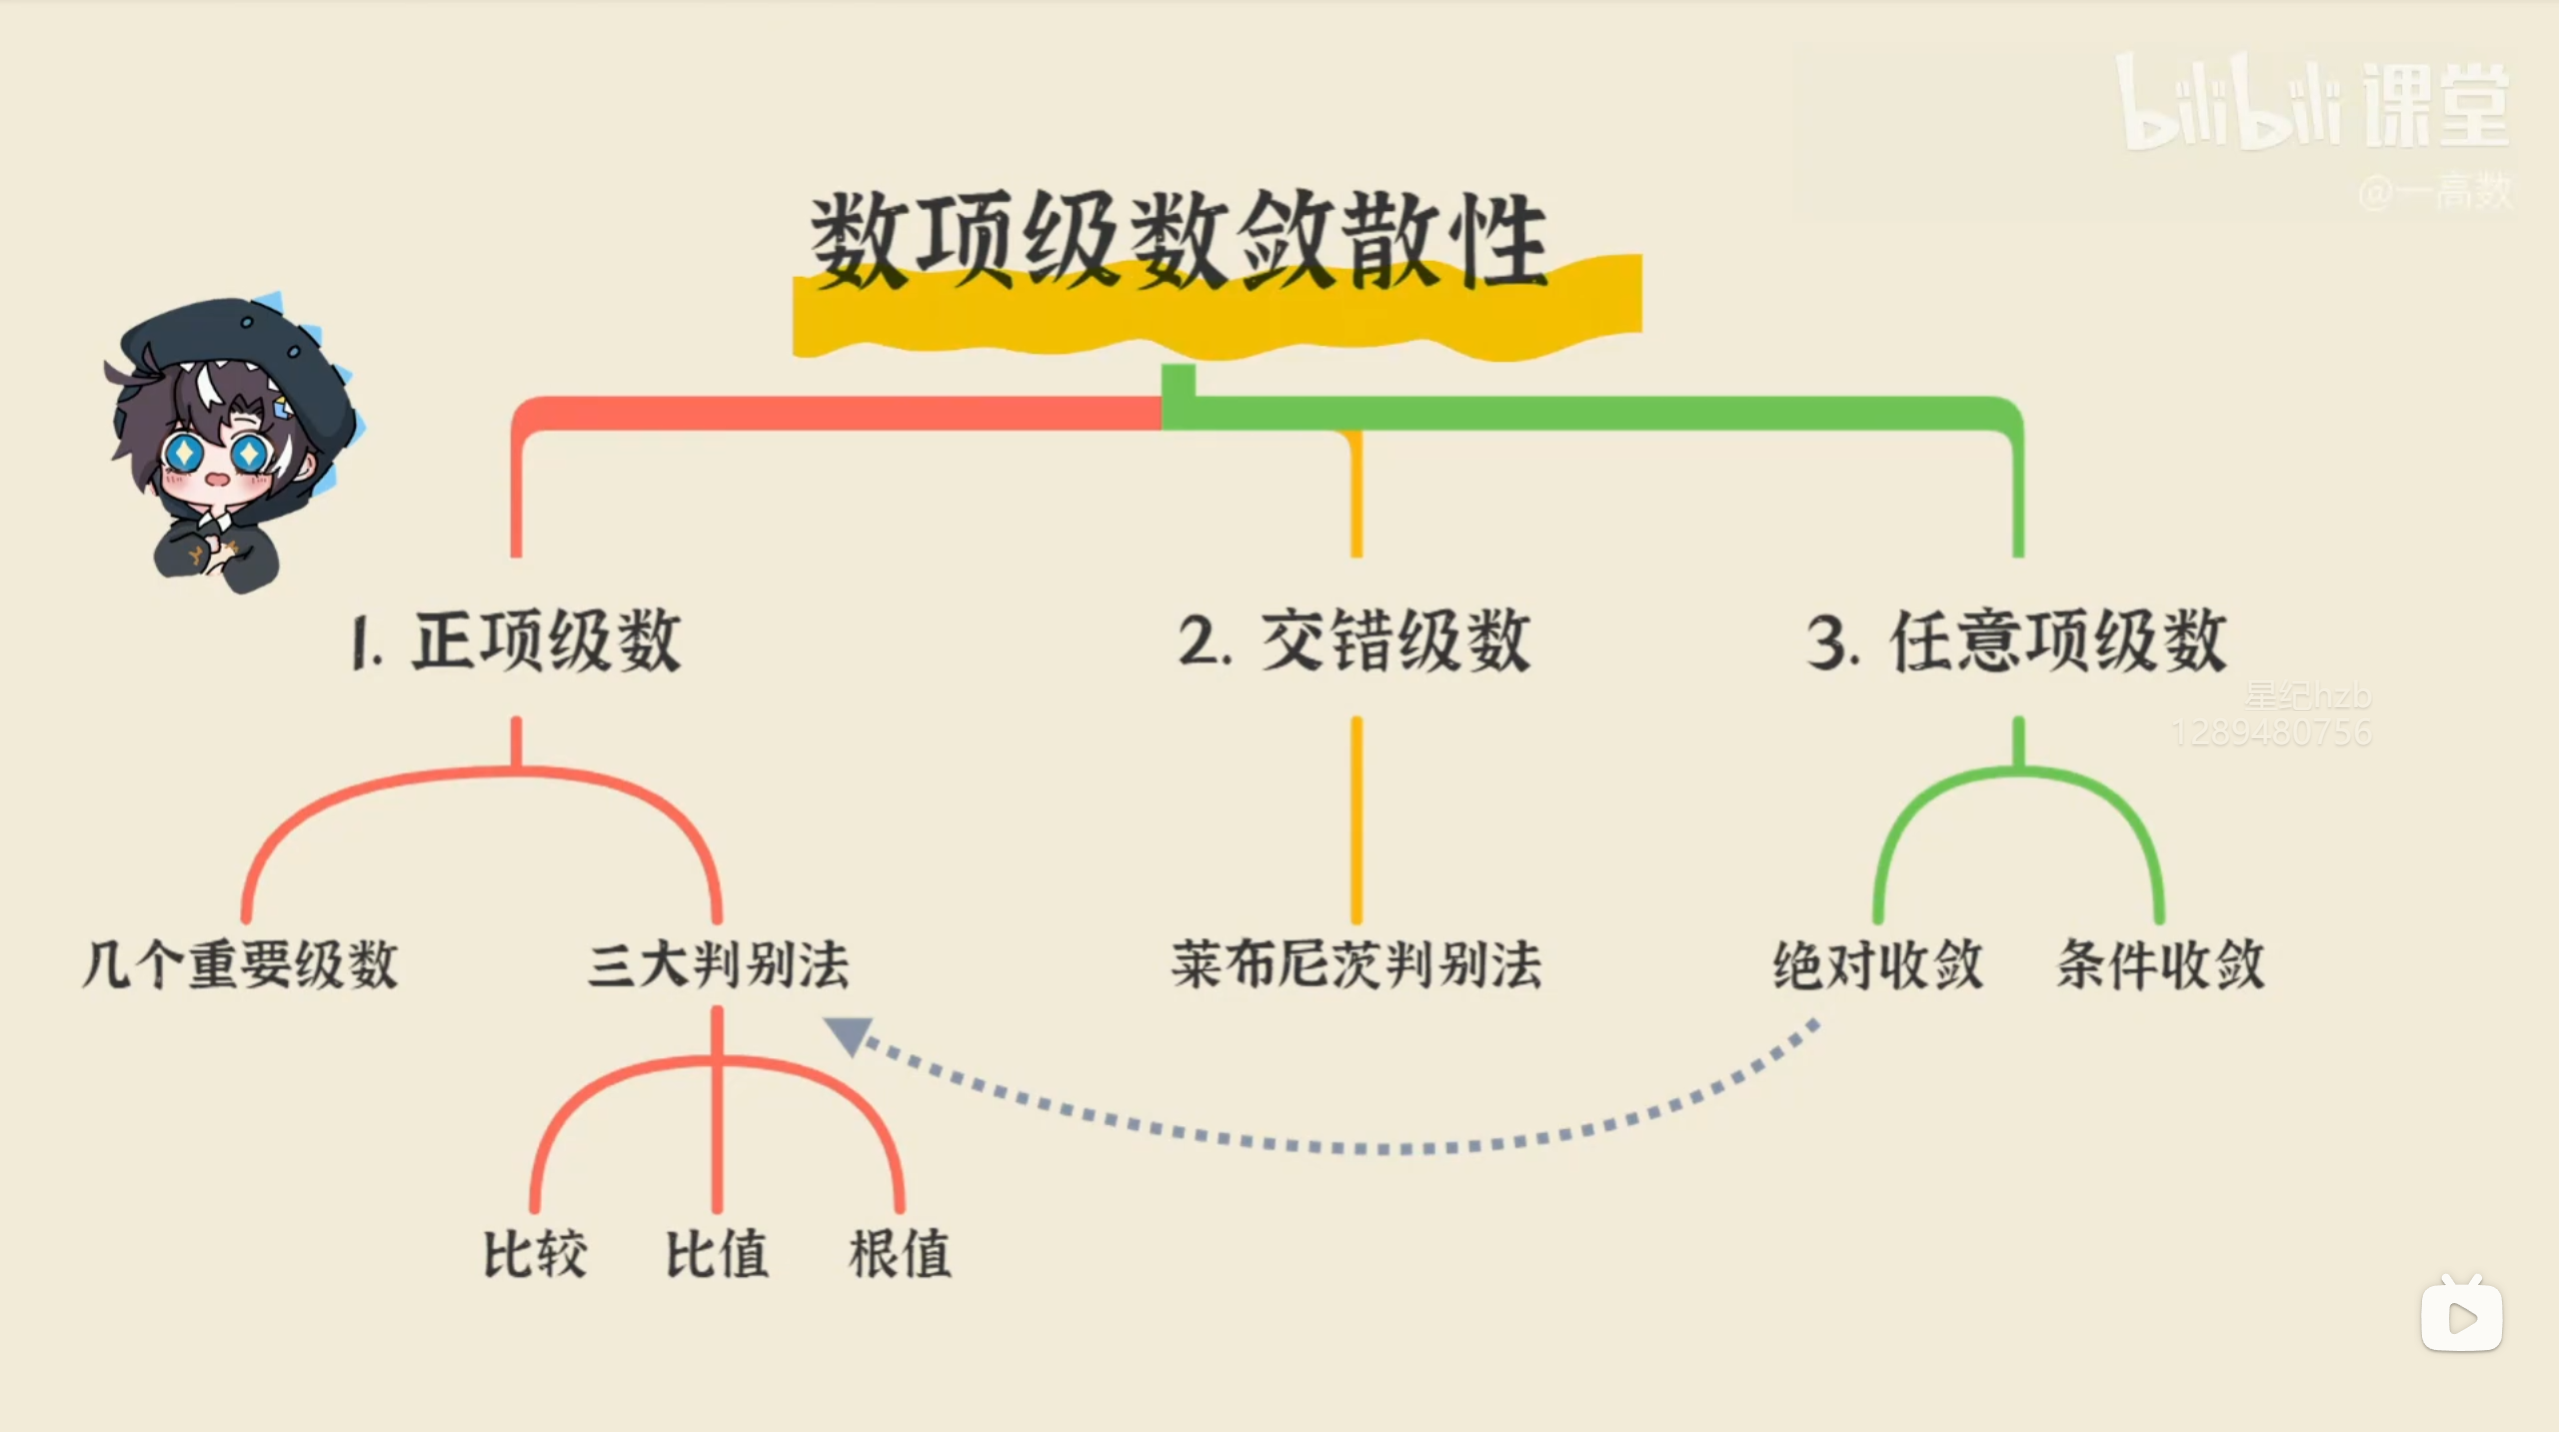 bilibili 课堂
@一高数
数项级数敛散性
1. 正项级数
2. 交错级数
3. 任意项级数
星纪hzb
1289480756
几个重要级数
三大判别法
莱布尼茨判别法
绝对收敛
条件收敛
比较
比值
根值